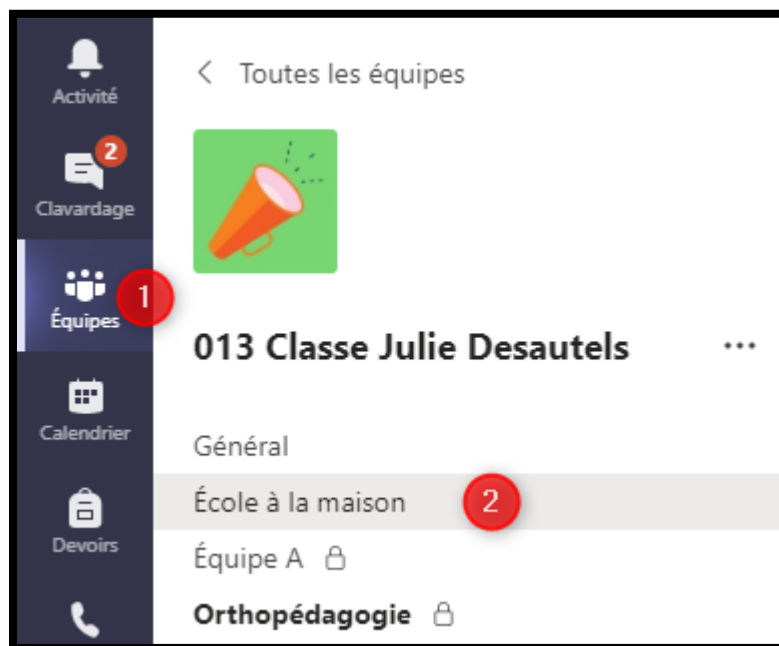 Activité
2
Clavardage
1
Équipes
Calendrier
Devoirs
Toutes les équipes
013 Classe Julie Desautels
Général
École à la maison 2
Équipe A
Orthopédagogie